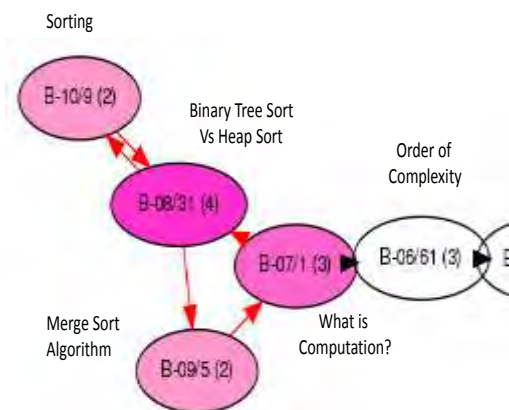 Sorting
B-10/9 (2)
Binary Tree Sort
Vs Heap Sort
Order of
Complexity
B-08/31 (4)
B-07/1 (3)
B-06/61 (3)
Merge Sort
Algorithm
What is
Computation?
B-09/5 (2)